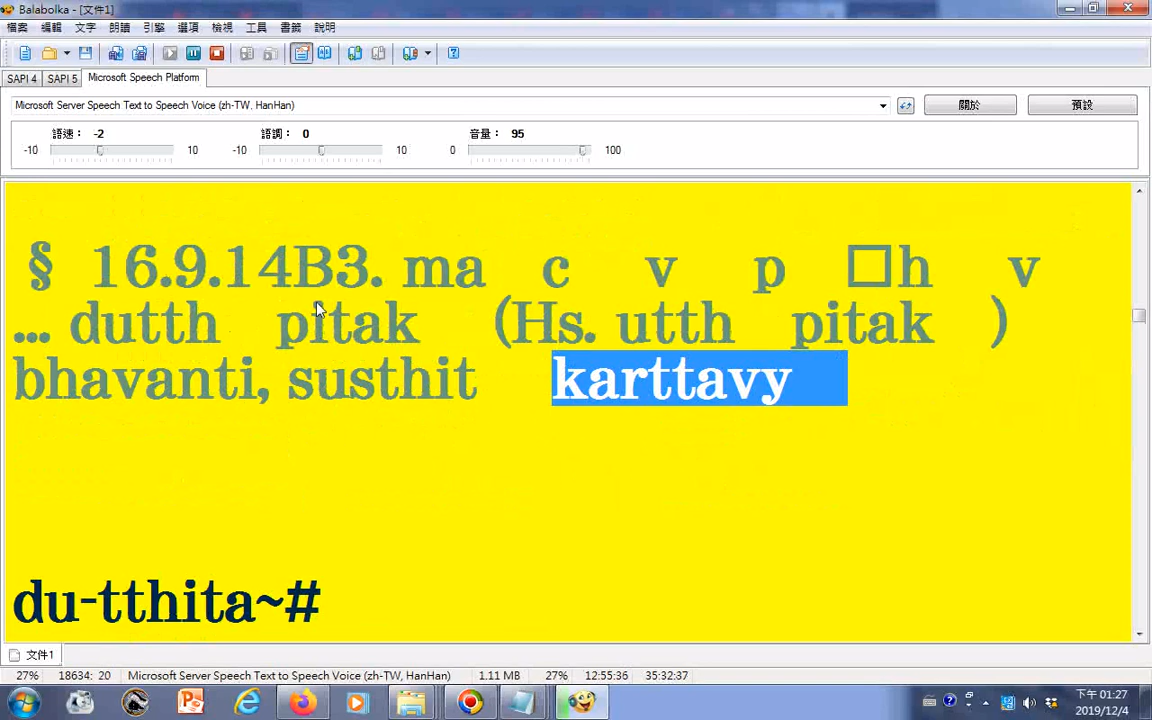 Balabolka - [文件1]
檔案 編輯 文字 朗讀 引擎 選項 檢視 工具 書籤 說明
SAPI 4 SAPI 5 Microsoft Speech Platform
Microsoft Server Speech Text to Speech Voice (zh-TW, HanHan) 關於 預設
語速： -2 語調： 0 音量： 95
-10 10 -10 10 0 100
§ 16.9.14B3. ma c v p □h v
... dutth pitak (Hs. utth pitak )
bhavanti, susthit karttavy
du-tthita~#
文件1
27% 18634: 20 Microsoft Server Speech Text to Speech Voice (zh-TW, HanHan) 1.11 MB 27% 12:55:36 35:32:37
下午 01:27
2019/12/4